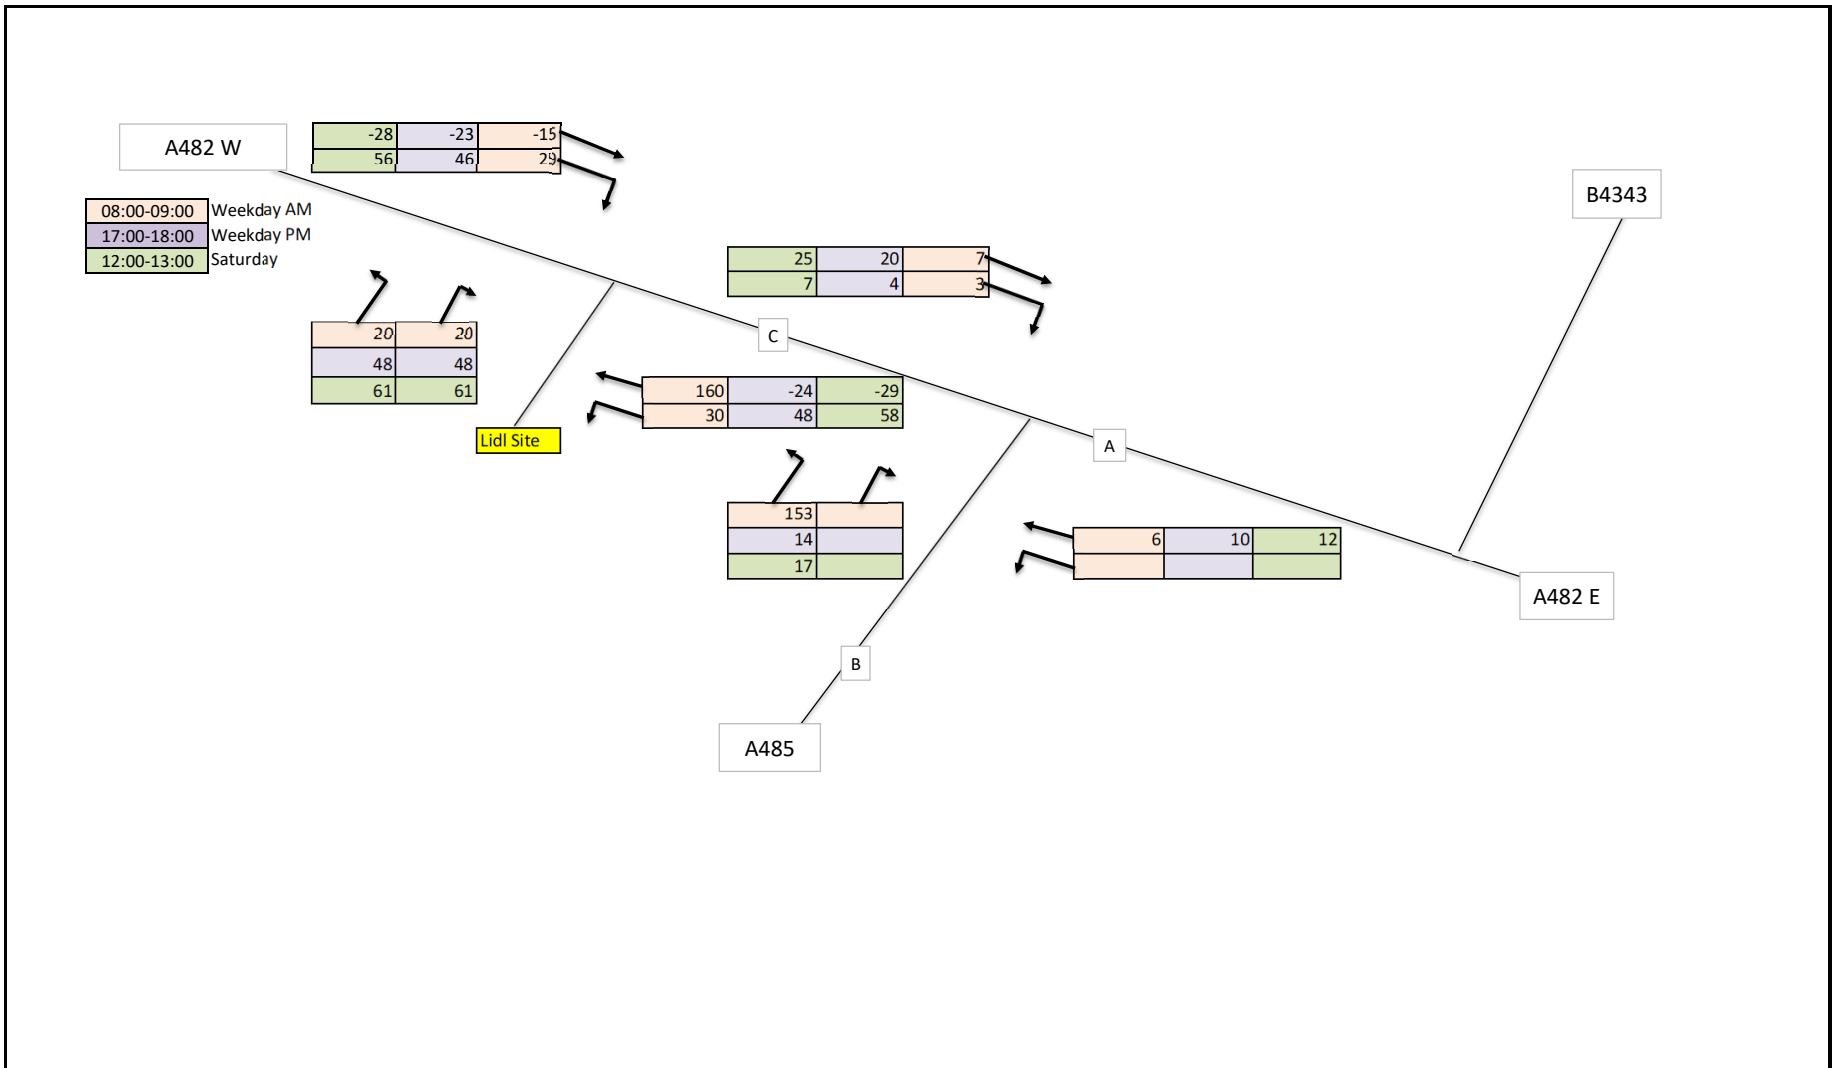 A482 W
-28 -23 -15
56 46 29
B4343
08:00-09:00 Weekday AM
17:00-18:00 Weekday PM
12:00-13:00 Saturday
25 20 7
7 4 3
20 20
48 48
61 61
C
160 -24 -29
30 48 58
Lidl Site
A
153
14
17
6 10 12
A482 E
B
A485